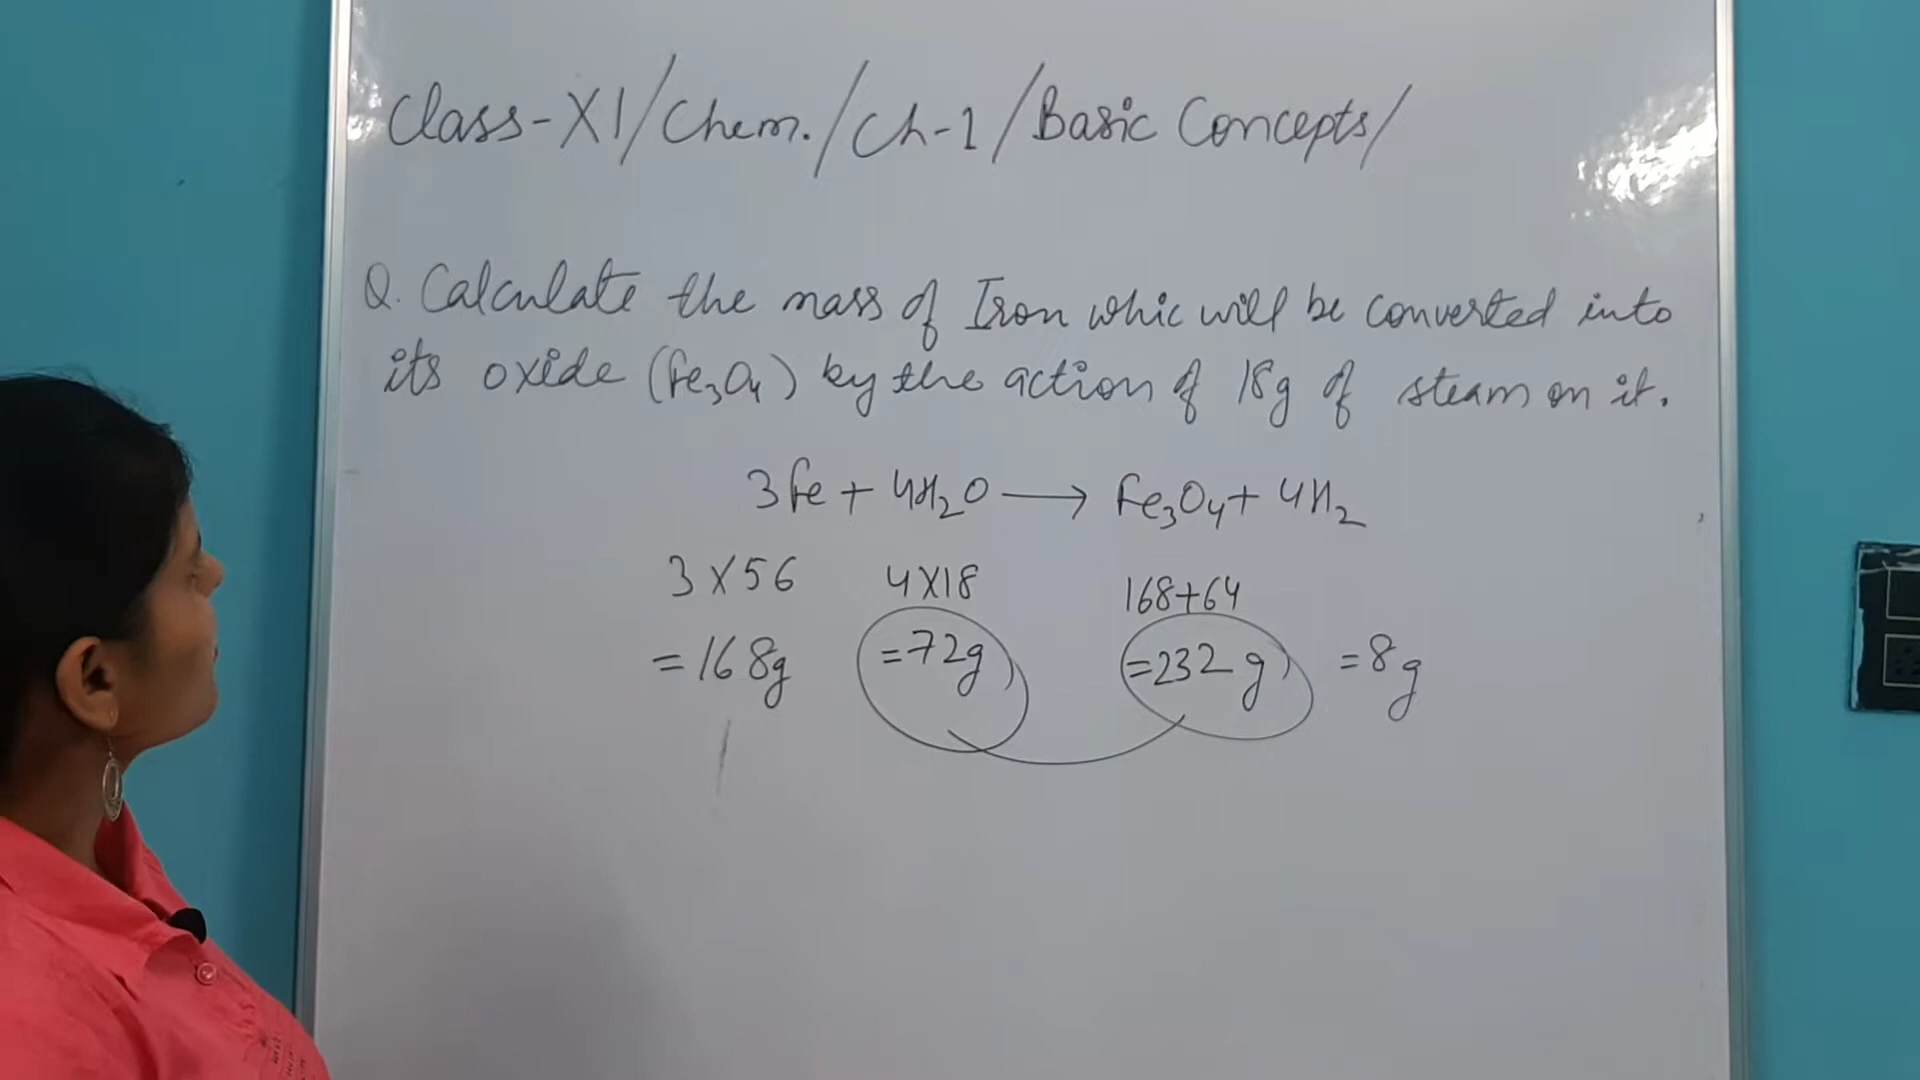 Class-XI/Chem./Ch-1/Basic Concepts/
Q. Calculate the mass of Iron whic will be converted into
its oxide (Fe₃O₄) by the action of 18g of steam on it.
3Fe + 4H₂O ⟶ Fe₃O₄ + 4H₂
3 X 56 4X18 168+64
=168g =72g =232g =8g